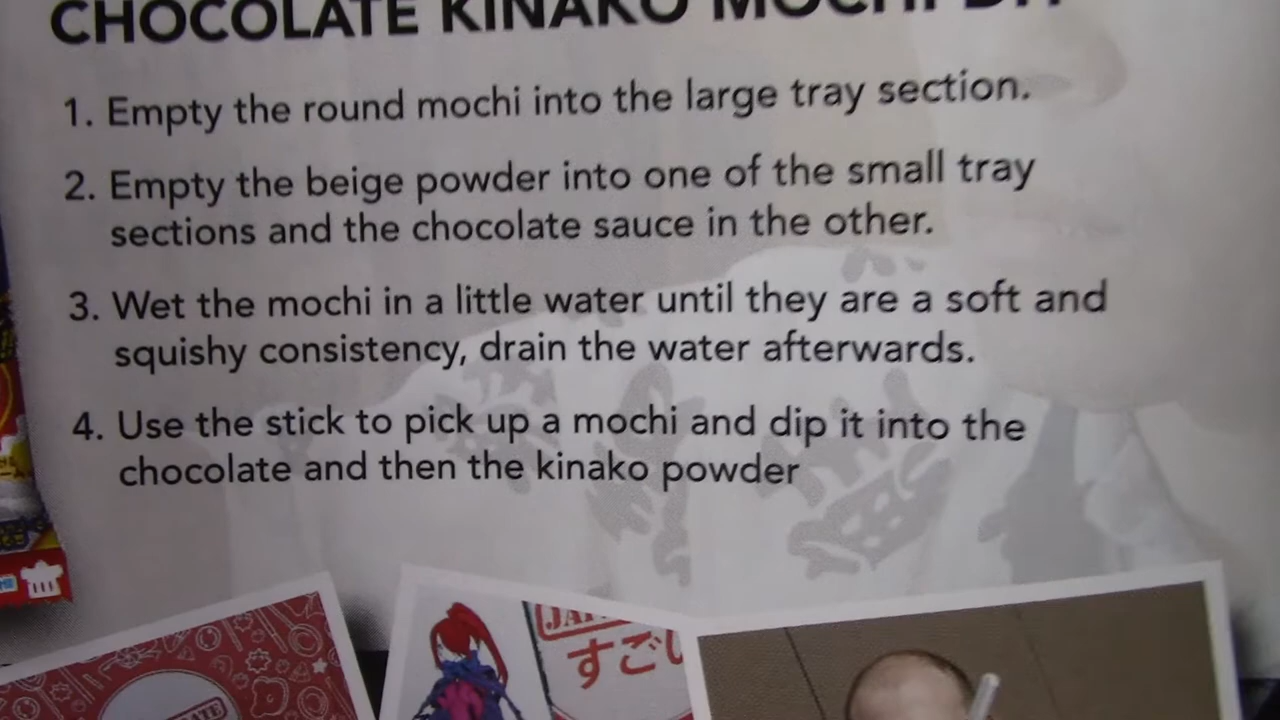 CHOCOLATE KINAKO MOCHI DIY
1. Empty the round mochi into the large tray section.
2. Empty the beige powder into one of the small tray
sections and the chocolate sauce in the other.
3. Wet the mochi in a little water until they are a soft and
squishy consistency, drain the water afterwards.
4. Use the stick to pick up a mochi and dip it into the
chocolate and then the kinako powder
すごい